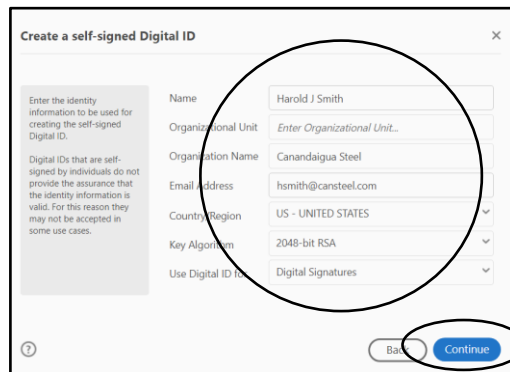 Create a self-signed Digital ID
Enter the identity
information to be used for
creating the self-signed
Digital ID.
Digital IDs that are self-
signed by individuals do not
provide the assurance that
the identity information is
valid. For this reason they
may not be accepted in
some use cases.
Name Harold J Smith
Organizational Unit Enter Organizational Unit...
Organization Name Canandaigua Steel
Email Address hsmith@cansteel.com
Country/Region US - UNITED STATES
Key Algorithm 2048-bit RSA
Use Digital ID for Digital Signatures
Back Continue